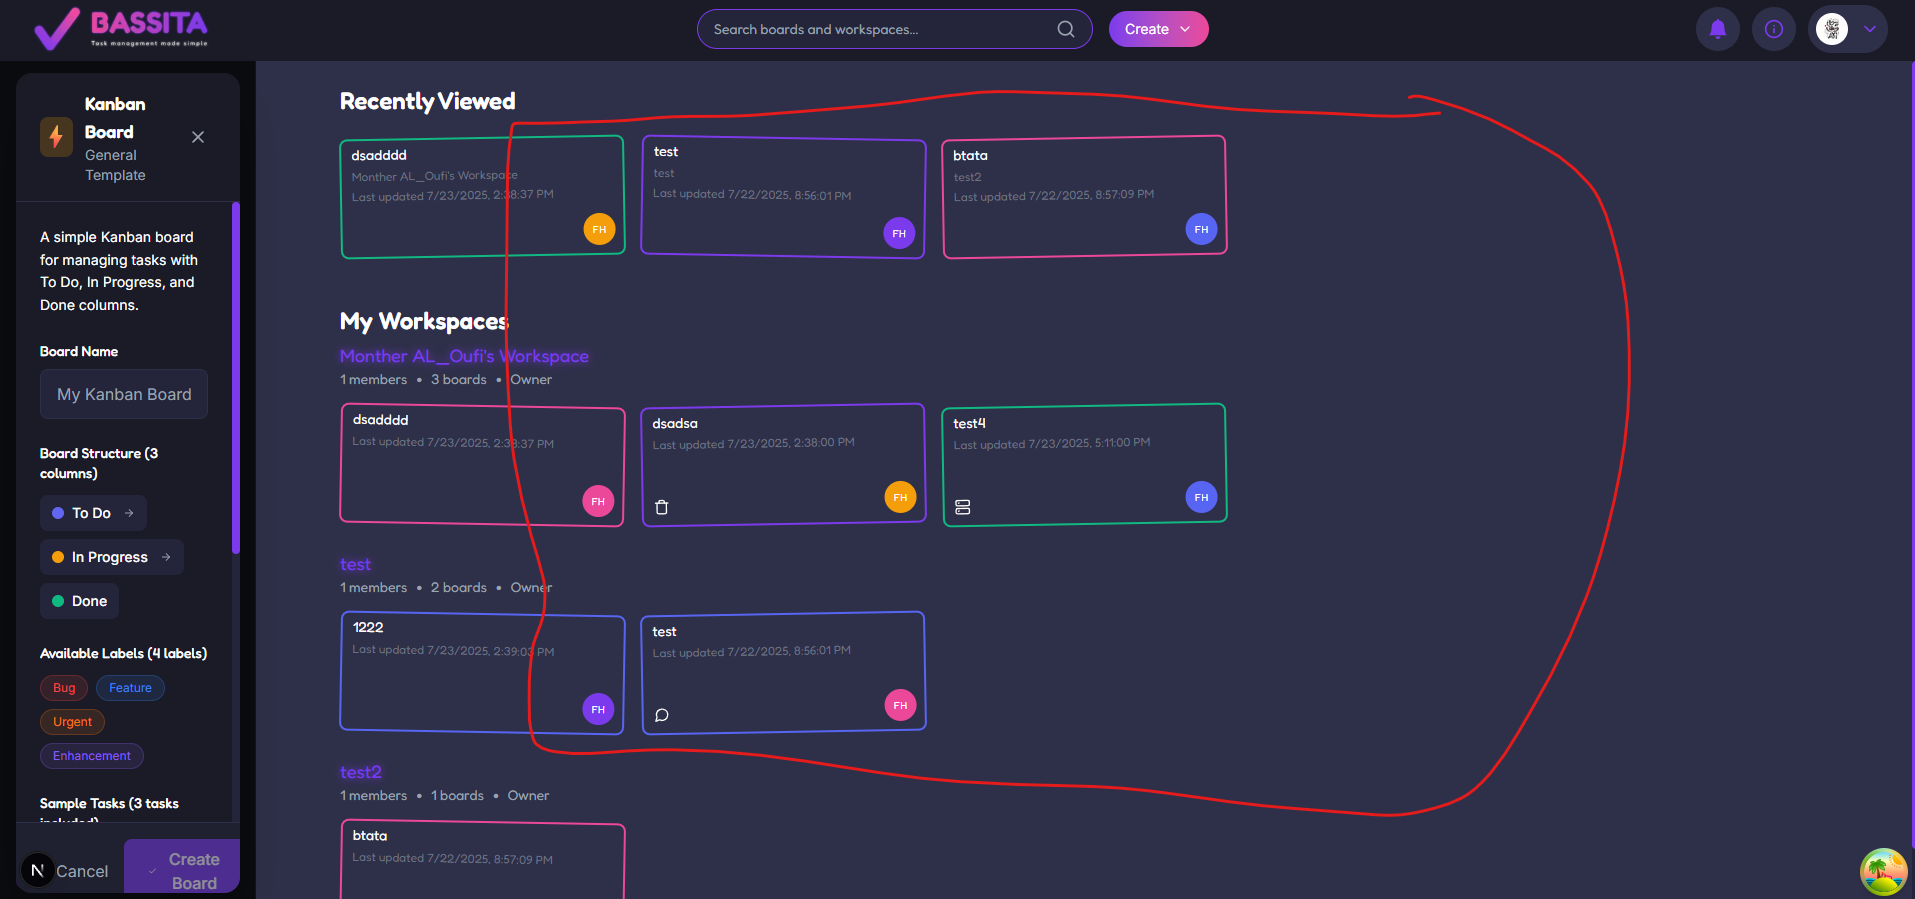 BASSITA
Task management made simple
Search boards and workspaces...
Create
Kanban
Board
General
Template
A simple Kanban board
for managing tasks with
To Do, In Progress, and
Done columns.
Board Name
My Kanban Board
Board Structure (3
columns)
To Do →
In Progress →
Done
Available Labels (4 labels)
Bug Feature
Urgent
Enhancement
Sample Tasks (3 tasks
included)
N
Cancel
Create
Board
Recently Viewed
dsadddd
Monther AL_Oufi's Workspace
Last updated 7/23/2025, 2:38:37 PM
FH
test
test
Last updated 7/22/2025, 8:56:01 PM
FH
btata
test2
Last updated 7/22/2025, 8:57:09 PM
FH
My Workspaces
Monther AL_Oufi's Workspace
1 members • 3 boards • Owner
dsadddd
Last updated 7/23/2025, 2:38:37 PM
FH
dsadsa
Last updated 7/23/2025, 2:38:00 PM
FH
test4
Last updated 7/23/2025, 5:11:00 PM
FH
test
1 members • 2 boards • Owner
1222
Last updated 7/23/2025, 2:39:03 PM
FH
test
Last updated 7/22/2025, 8:56:01 PM
FH
test2
1 members • 1 boards • Owner
btata
Last updated 7/22/2025, 8:57:09 PM